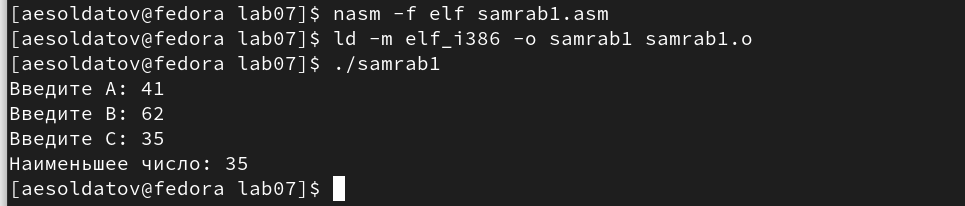 [aesoldatov@fedora lab07]$ nasm -f elf samrab1.asm
[aesoldatov@fedora lab07]$ ld -m elf_i386 -o samrab1 samrab1.o
[aesoldatov@fedora lab07]$ ./samrab1
Введите A: 41
Введите B: 62
Введите C: 35
Наименьшее число: 35
[aesoldatov@fedora lab07]$